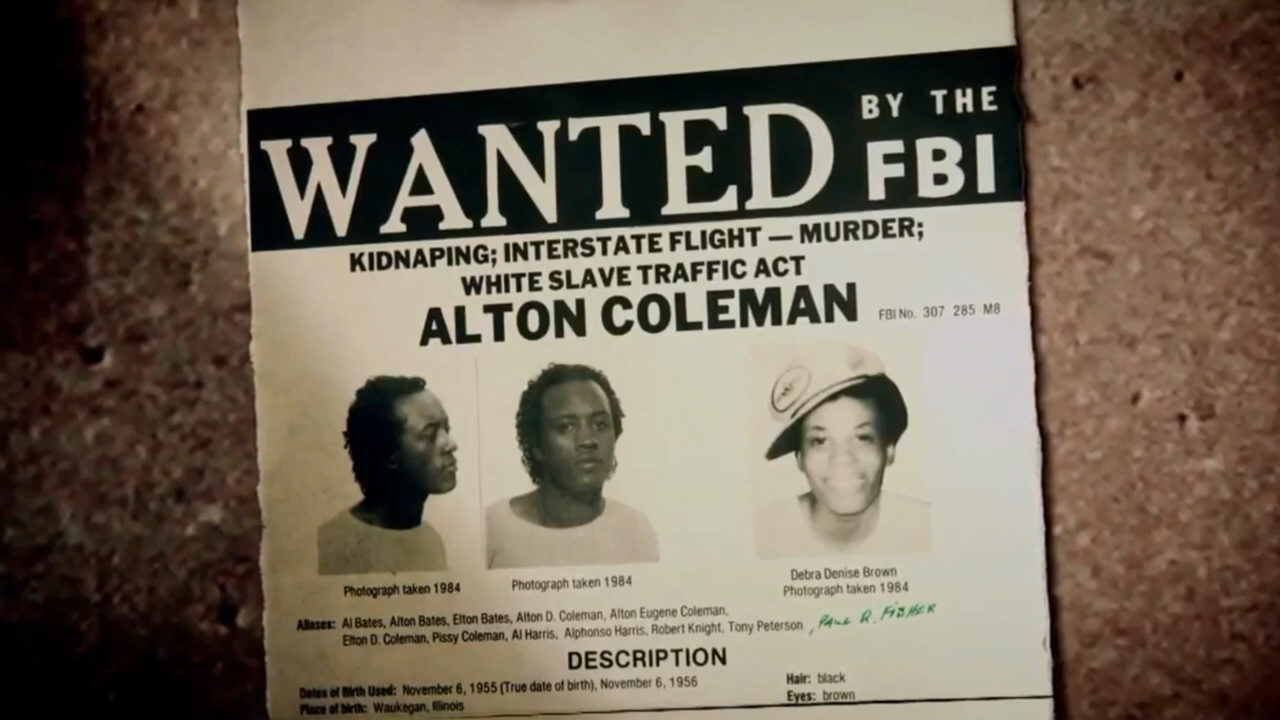 WANTED BY THE FBI
KIDNAPING; INTERSTATE FLIGHT — MURDER;
WHITE SLAVE TRAFFIC ACT
ALTON COLEMAN FBI No. 307 285 M8
Photograph taken 1984
Photograph taken 1984
Debra Denise Brown
Photograph taken 1984
Aliases: Al Bates, Alton Bates, Elton Bates, Alton D. Coleman, Alton Eugene Coleman,
Elton D. Coleman, Pissy Coleman, Al Harris, Alphonso Harris, Robert Knight, Tony Peterson , PAUL R. FISHER
DESCRIPTION
Dates of Birth Used: November 6, 1955 (True date of birth), November 6, 1956
Place of birth: Waukegan, Illinois
Hair: black
Eyes: brown